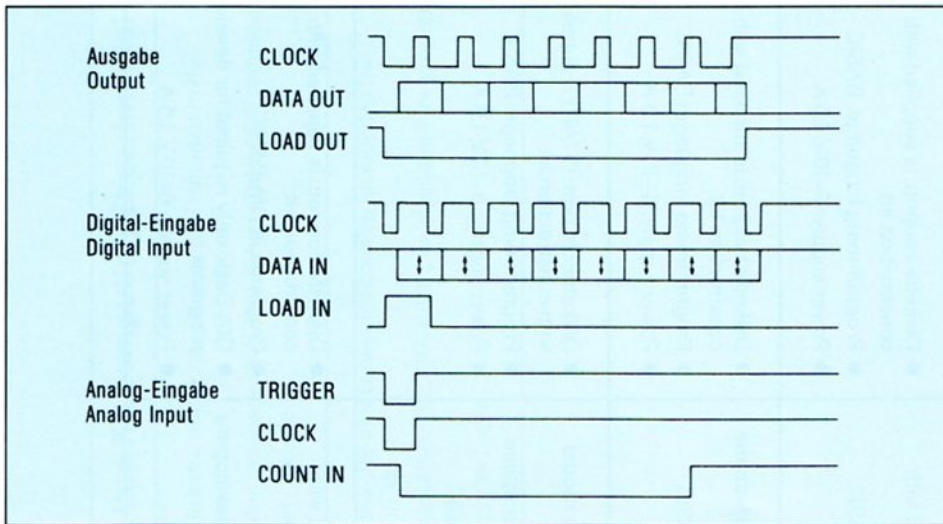 Ausgabe
Output
CLOCK
DATA OUT
LOAD OUT
Digital-Eingabe
Digital Input
CLOCK
DATA IN
LOAD IN
Analog-Eingabe
Analog Input
TRIGGER
CLOCK
COUNT IN